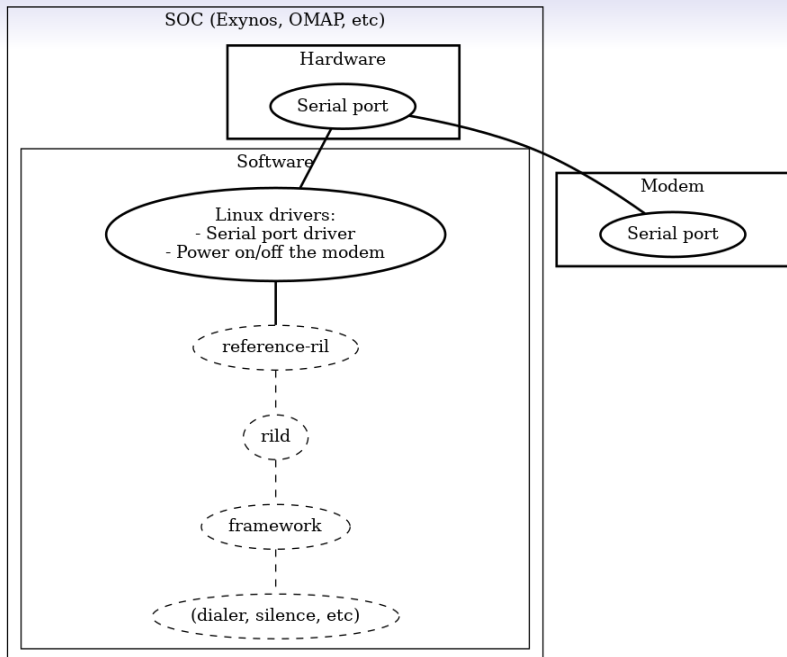 SOC (Exynos, OMAP, etc)
Hardware
Serial port
Software
Linux drivers:
- Serial port driver
- Power on/off the modem
Modem
Serial port
reference-ril
rild
framework
(dialer, silence, etc)